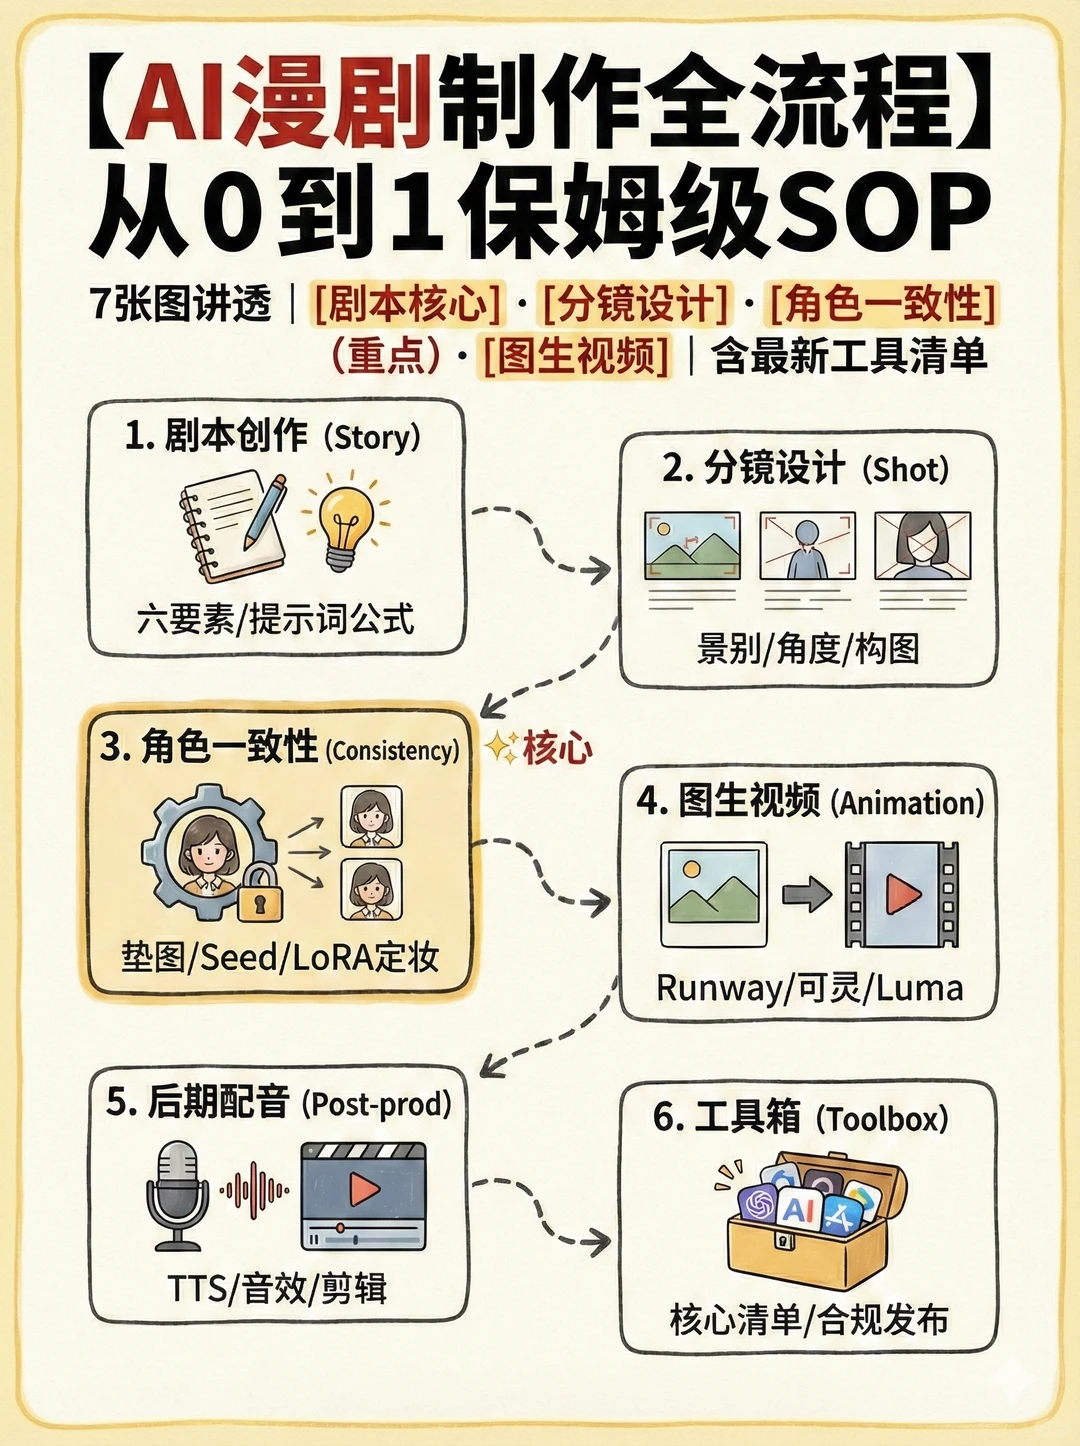 【AI漫剧制作全流程】
从0到1保姆级SOP
7张图讲透｜[剧本核心]·[分镜设计]·[角色一致性]
（重点）·[图生视频]｜含最新工具清单
1. 剧本创作（Story）
六要素/提示词公式
2. 分镜设计（Shot）
景别/角度/构图
3. 角色一致性(Consistency)
✨核心
垫图/Seed/LoRA定妆
4. 图生视频(Animation)
Runway/可灵/Luma
5. 后期配音 (Post-prod)
TTS/音效/剪辑
6. 工具箱（Toolbox）
AI
核心清单/合规发布